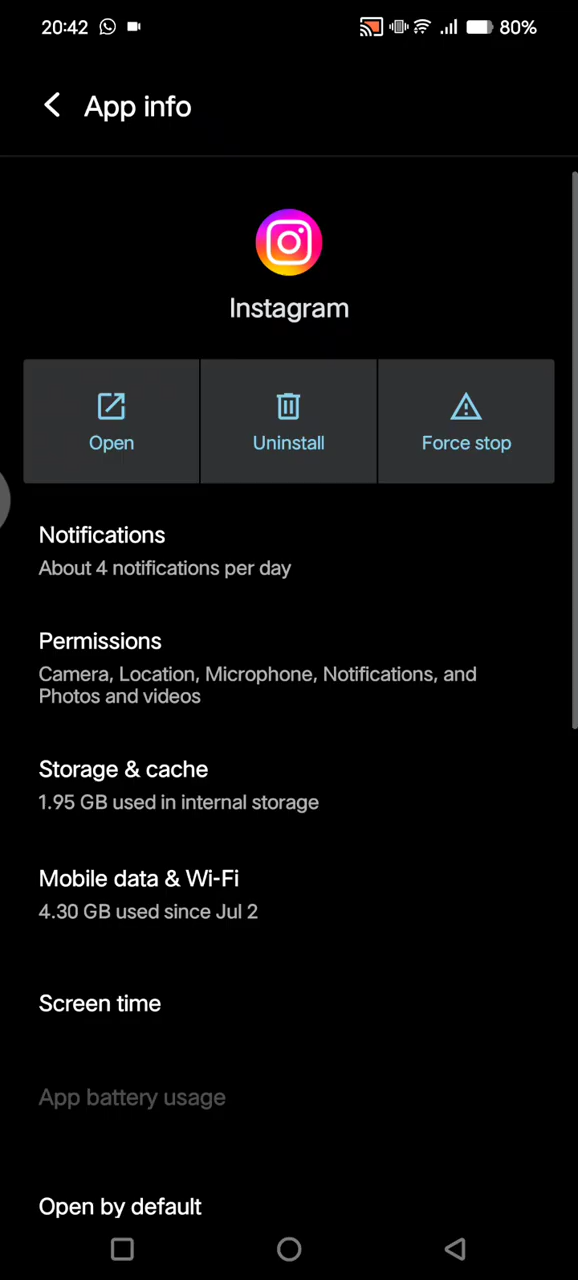 20:42 80%
App info
Instagram
Open Uninstall Force stop
Notifications
About 4 notifications per day
Permissions
Camera, Location, Microphone, Notifications, and
Photos and videos
Storage & cache
1.95 GB used in internal storage
Mobile data & Wi-Fi
4.30 GB used since Jul 2
Screen time
App battery usage
Open by default